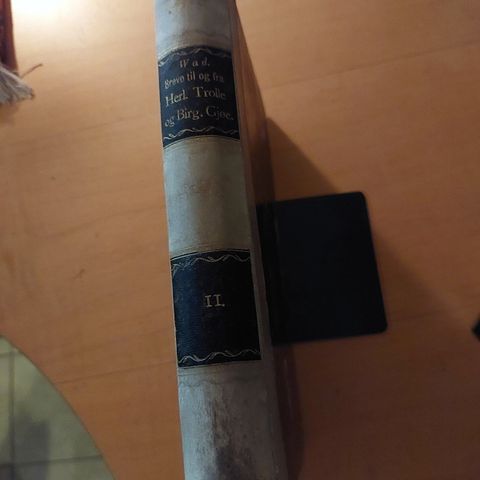 Wad.
Breve til og fra
Herl. Trolle
og Birg. Gjøe.
II.